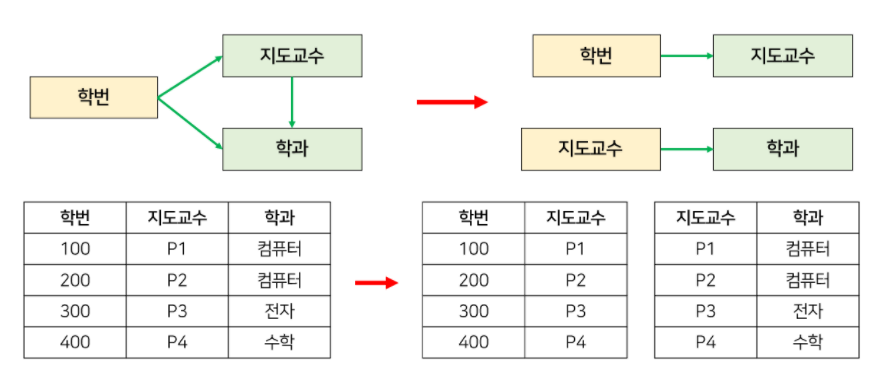 지도교수
학번
학과
학번 지도교수
지도교수 학과
학번 지도교수 학과
100 P1 컴퓨터
200 P2 컴퓨터
300 P3 전자
400 P4 수학
학번 지도교수
100 P1
200 P2
300 P3
400 P4
지도교수 학과
P1 컴퓨터
P2 컴퓨터
P3 전자
P4 수학